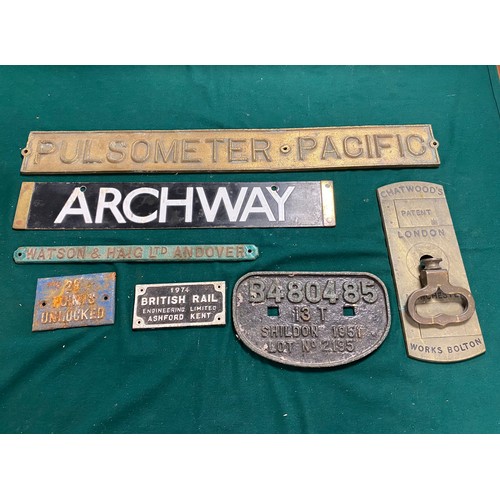 PULSOMETER · PACIFIC
ARCHWAY
WATSON & HAIG LTD ANDOVER
UNLOCKED
1974
BRITISH RAIL
ENGINEERING LIMITED
ASHFORD KENT
B480485
13 T
SHILDON 1951
LOT NO 2195
CHATWOOD'S
PATENT
LONDON
WORKS BOLTON